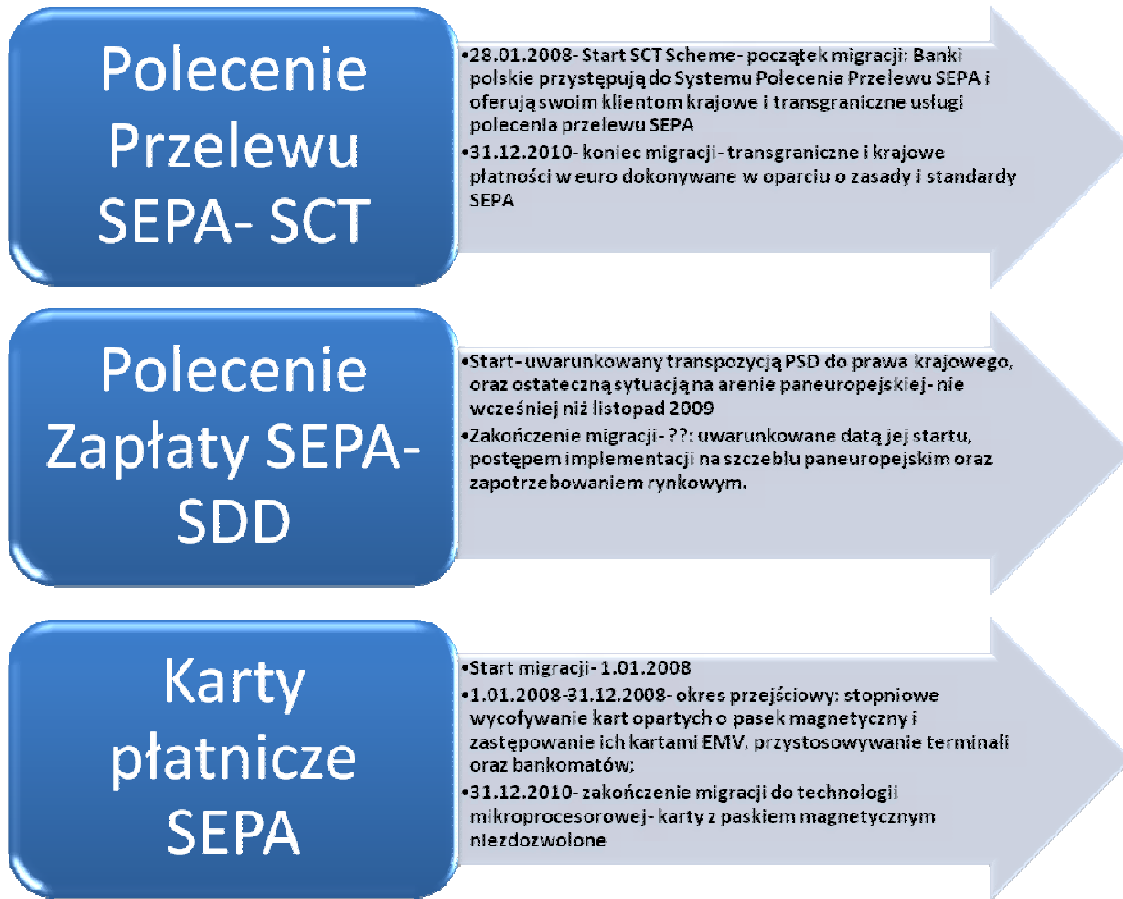 Polecenie
Przelewu
SEPA- SCT
•28.01.2008- Start SCT Scheme- początek migracji: Banki
polskie przystępują do Systemu Polecenia Przelewu SEPA i
oferują swoim klientom krajowe i transgraniczne usługi
polecenia przelewu SEPA
•31.12.2010- koniec migracji- transgraniczne i krajowe
płatności w euro dokonywane w oparciu o zasady i standardy
SEPA
Polecenie
Zapłaty SEPA-
SDD
•Start- uwarunkowany transpozycją PSD do prawa krajowego,
oraz ostateczną sytuacją na arenie paneuropejskiej- nie
wcześniej niż listopad 2009
•Zakończenie migracji- ??: uwarunkowane datą jej startu,
postępem implementacji na szczeblu paneuropejskim oraz
zapotrzebowaniem rynkowym.
Karty
płatnicze
SEPA
•Start migracji- 1.01.2008
•1.01.2008-31.12.2008- okres przejściowy: stopniowe
wycofywanie kart opartych o pasek magnetyczny i
zastępowanie ich kartami EMV, przystosowywanie terminali
oraz bankomatów;
•31.12.2010- zakończenie migracji do technologii
mikroprocesorowej- karty z paskiem magnetycznym
niezdozwolone